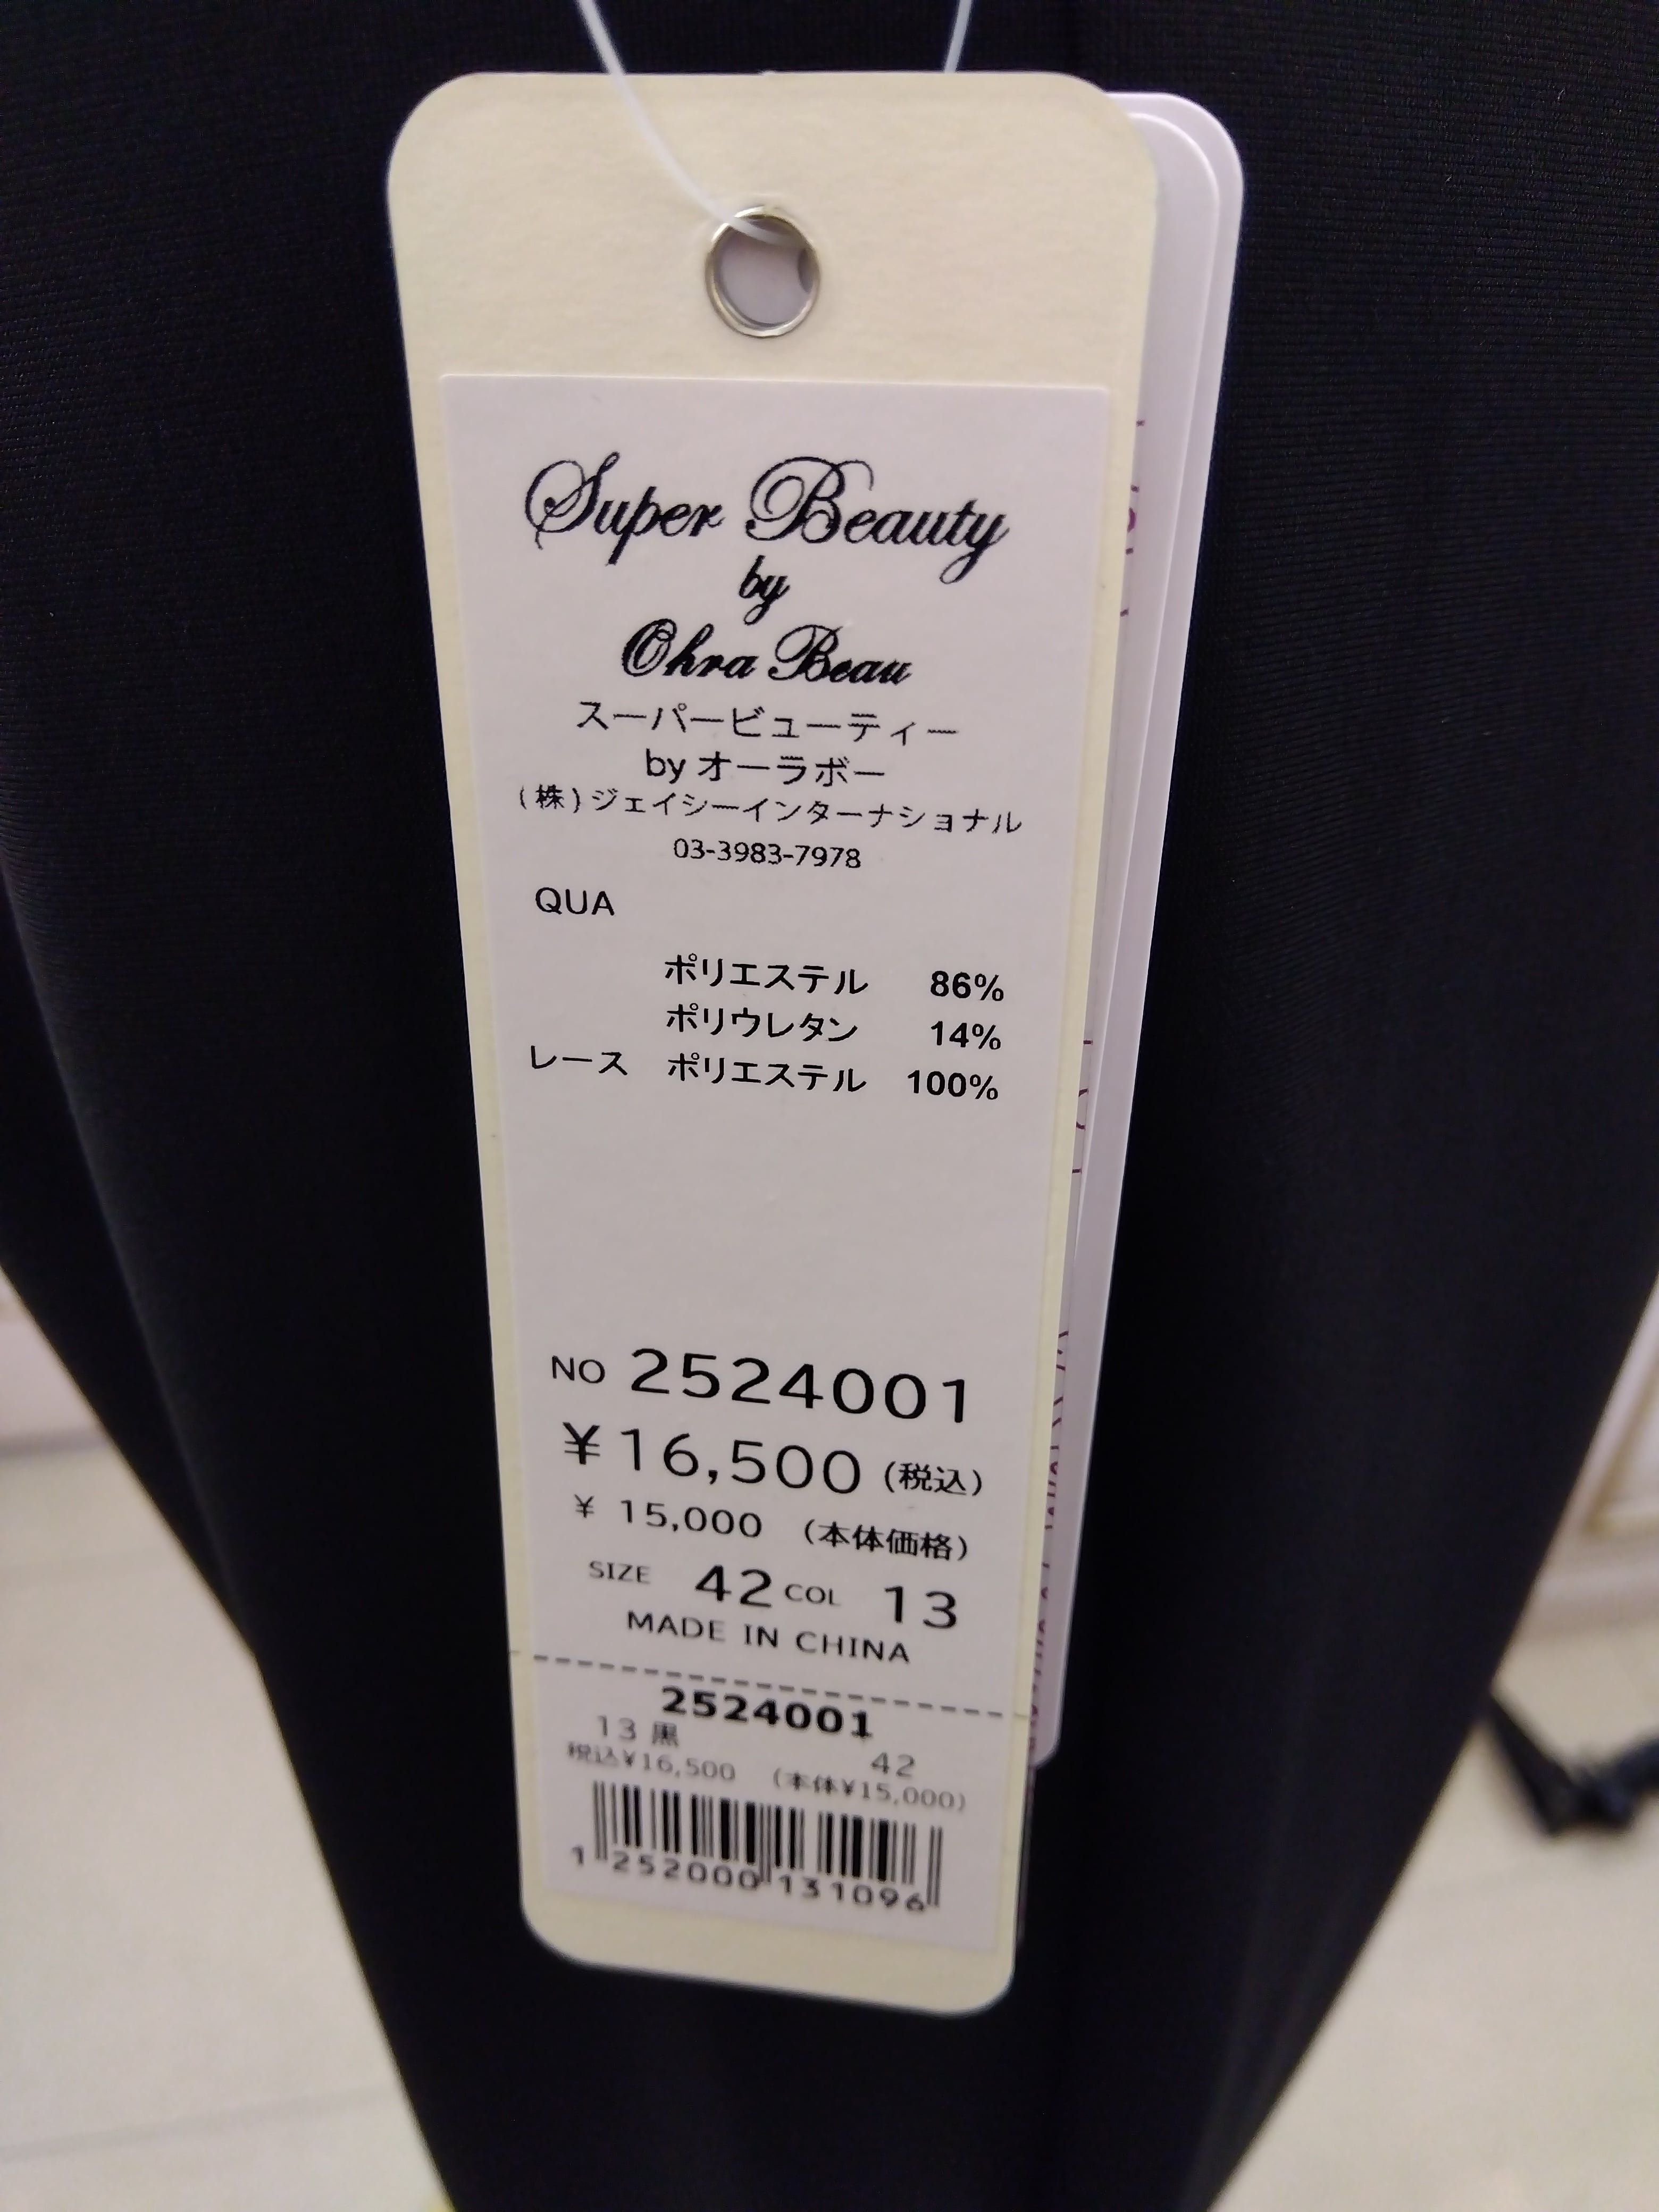 Super Beauty
by
Ohra Beau
スーパービューティー
by オーラボー
(株)ジェイシーインターナショナル
03-3983-7978
QUA
ポリエステル 86%
ポリウレタン 14%
レース ポリエステル 100%
NO 2524001
¥16,500 (税込)
¥ 15,000 (本体価格)
SIZE 42 COL 13
MADE IN CHINA
2524001
13 黒 42
税込¥16,500 (本体¥15,000)
1 252000 131096